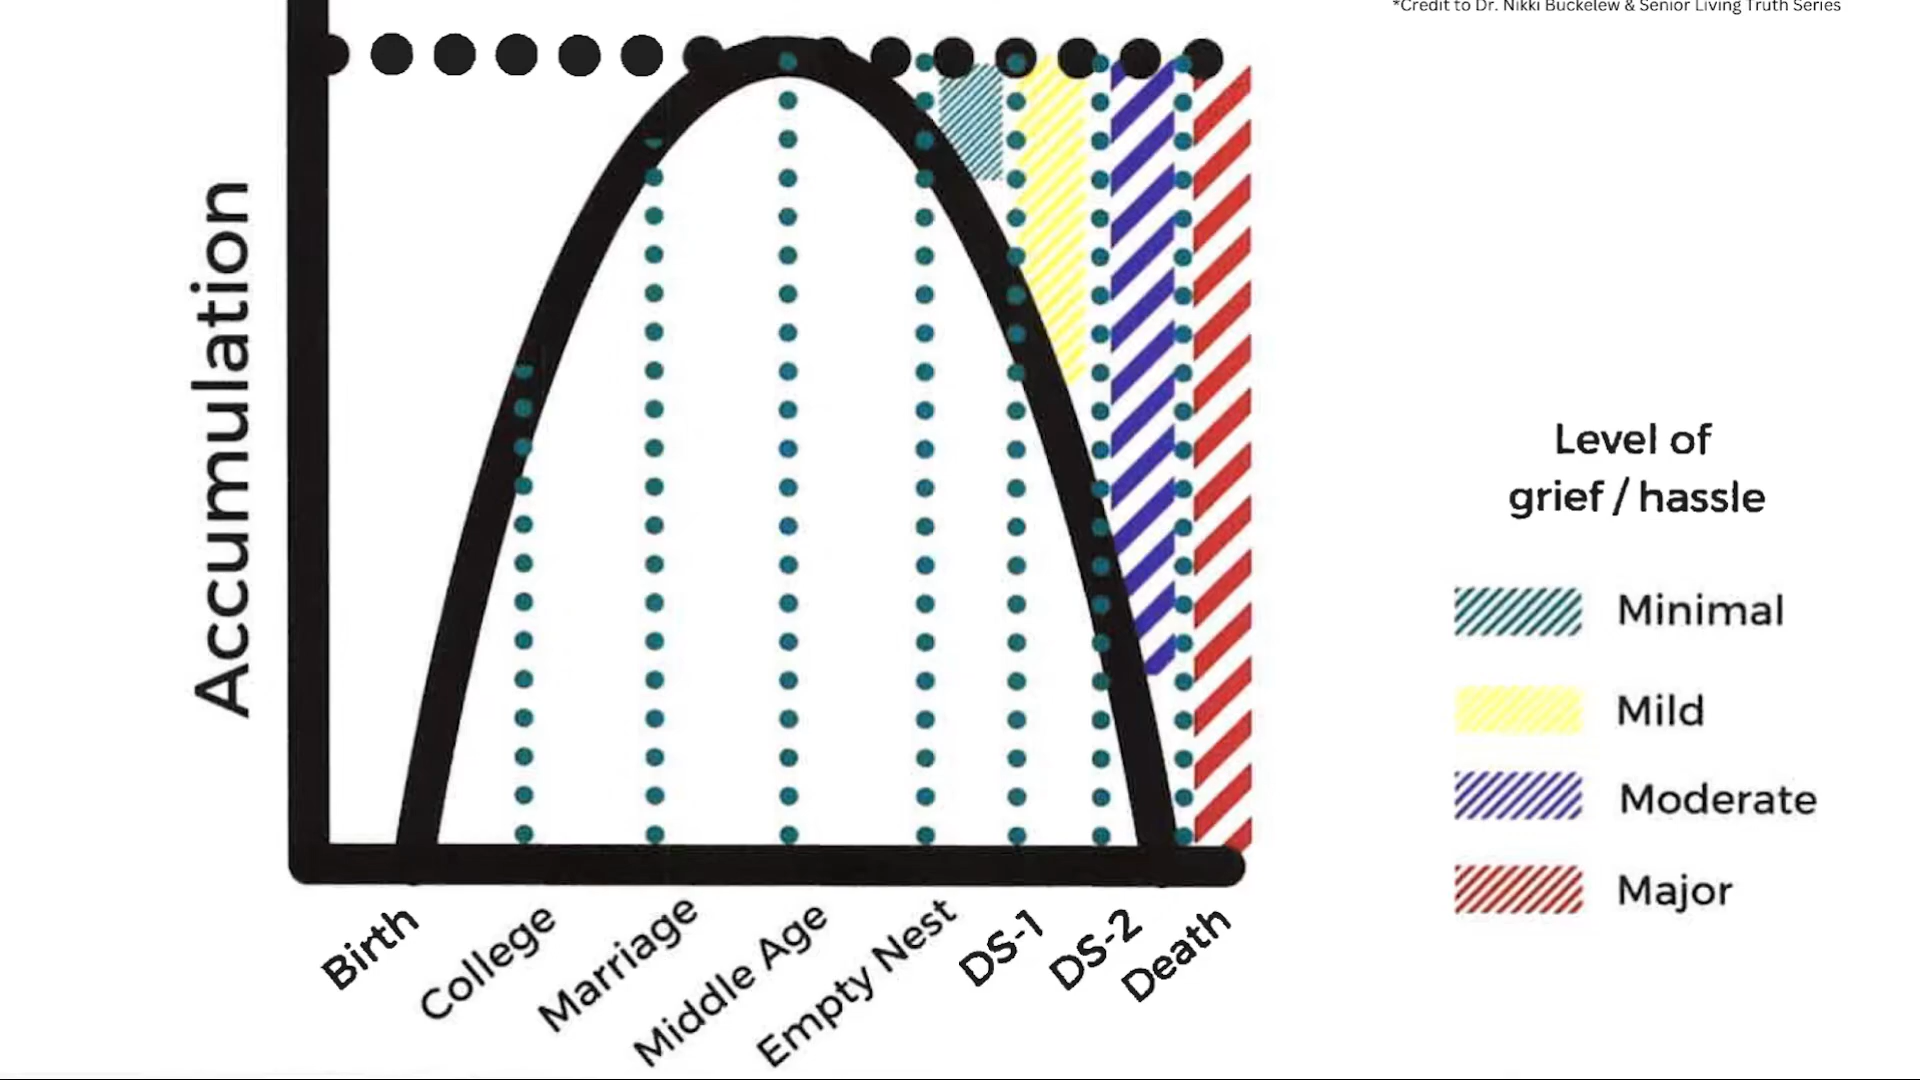 *Credit to Dr. Nikki Buckelew & Senior Living Truth Series
Accumulation
Level of
grief / hassle
Minimal
Mild
Moderate
Major
Birth
College
Marriage
Middle Age
Empty Nest
DS-1
DS-2
Death